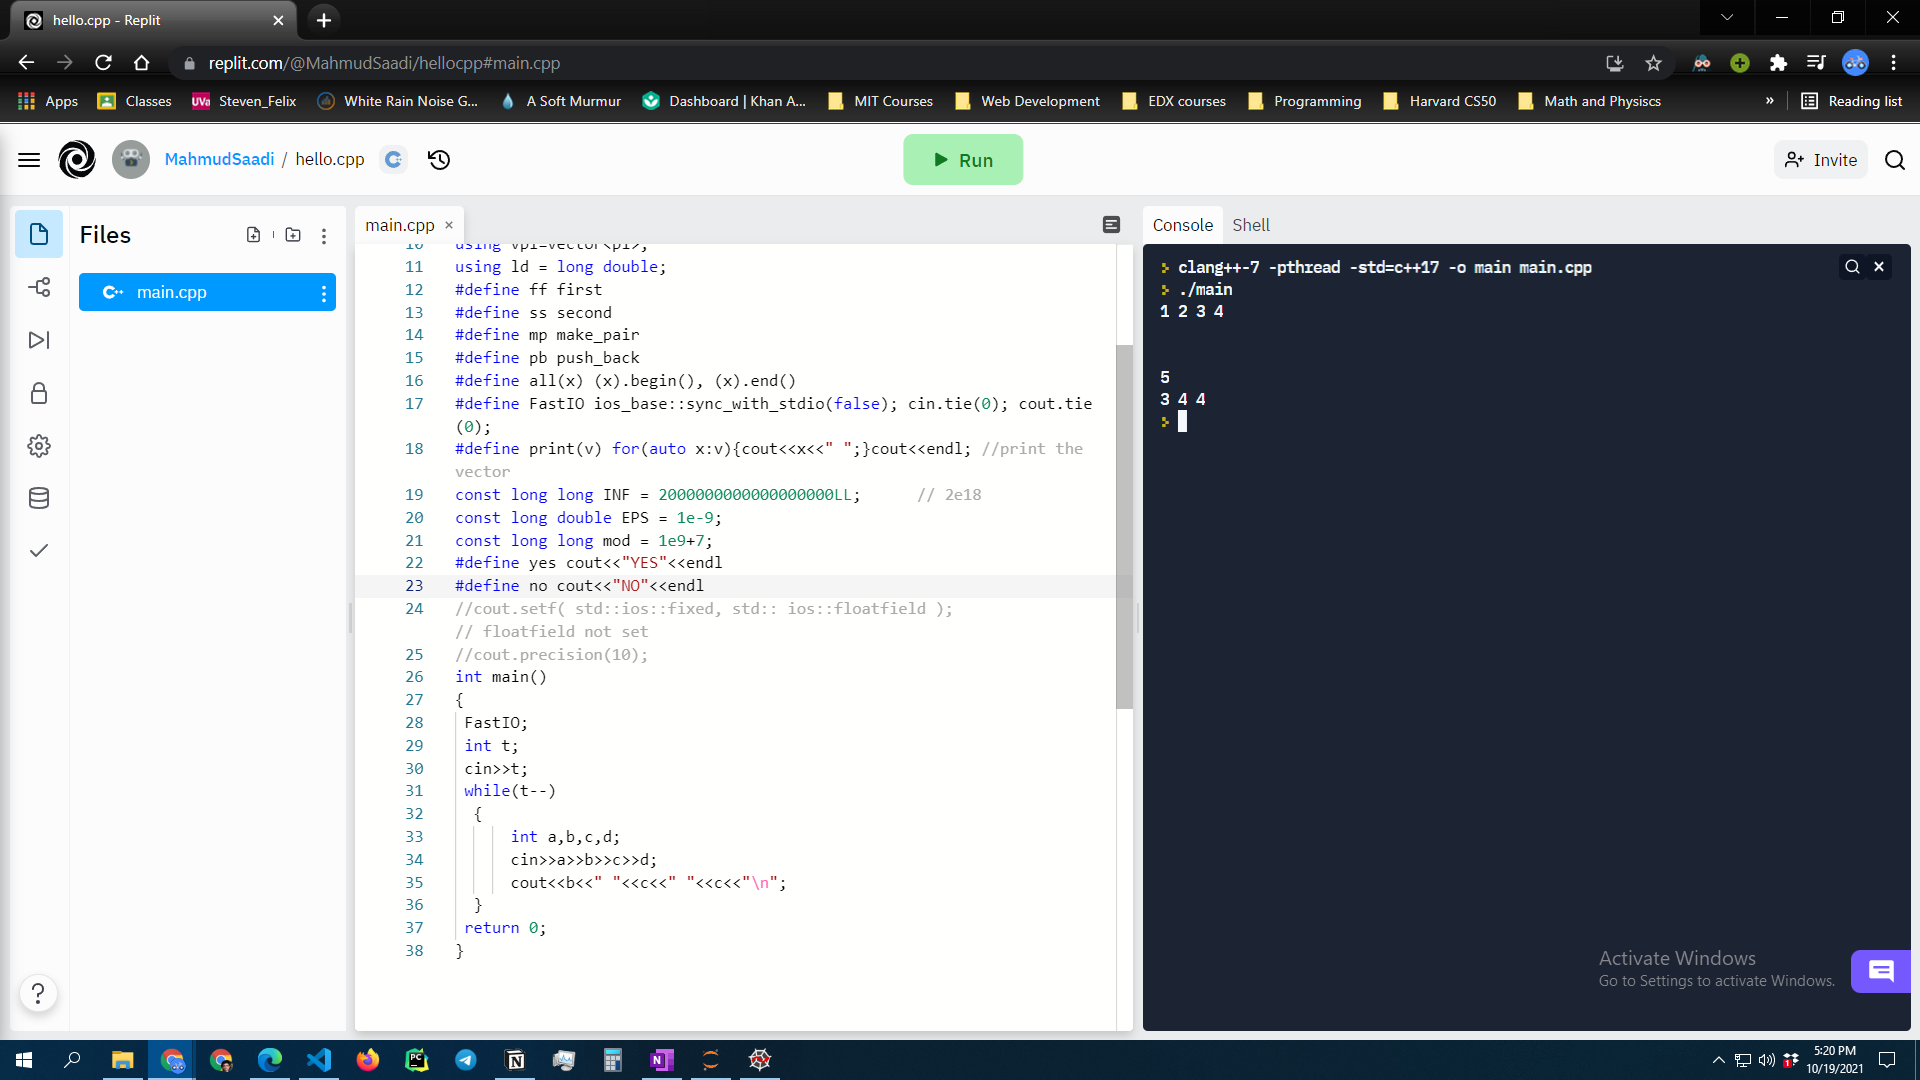 hello.cpp - Replit
replit.com/@MahmudSaadi/hellocpp#main.cpp
Apps Classes UVa Steven_Felix White Rain Noise G... A Soft Murmur Dashboard | Khan A... MIT Courses Web Development EDX courses Programming Harvard CS50 Math and Physiscs » Reading list
MahmudSaadi / hello.cpp
Run
Invite
Files
main.cpp
main.cpp ×
10 using vpi=vector<pi>;
11 using ld = long double;
12 #define ff first
13 #define ss second
14 #define mp make_pair
15 #define pb push_back
16 #define all(x) (x).begin(), (x).end()
17 #define FastIO ios_base::sync_with_stdio(false); cin.tie(0); cout.tie
(0);
18 #define print(v) for(auto x:v){cout<<x<<" ";}cout<<endl; //print the
vector
19 const long long INF = 2000000000000000000LL; // 2e18
20 const long double EPS = 1e-9;
21 const long long mod = 1e9+7;
22 #define yes cout<<"YES"<<endl
23 #define no cout<<"NO"<<endl
24 //cout.setf( std::ios::fixed, std:: ios::floatfield );
// floatfield not set
25 //cout.precision(10);
26 int main()
27 {
28 FastIO;
29 int t;
30 cin>>t;
31 while(t--)
32 {
33 int a,b,c,d;
34 cin>>a>>b>>c>>d;
35 cout<<b<<" "<<c<<" "<<c<<"\n";
36 }
37 return 0;
38 }
Console Shell
> clang++-7 -pthread -std=c++17 -o main main.cpp
> ./main
1 2 3 4
5
3 4 4
>
Activate Windows
Go to Settings to activate Windows.
?
5:20 PM
10/19/2021